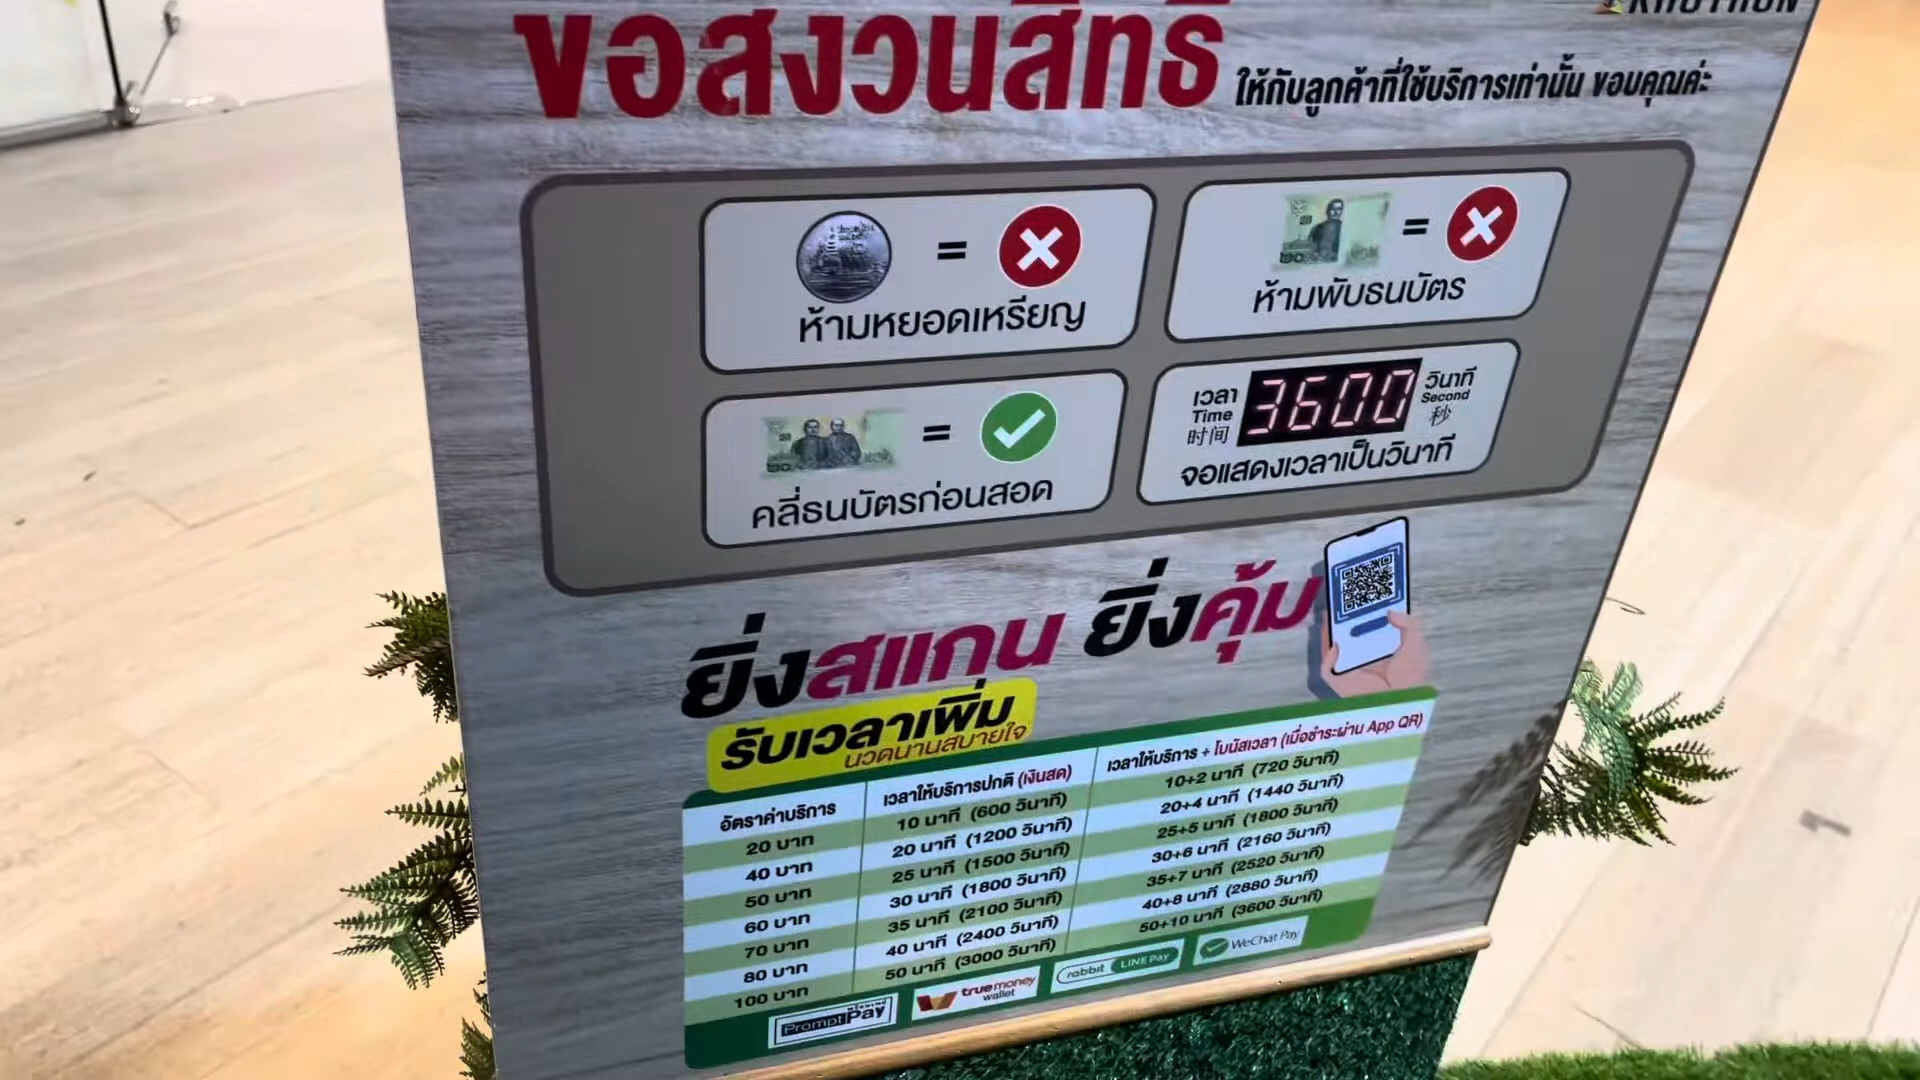 ขอสงวนสิทธิ์ ให้กับลูกค้าที่ใช้บริการเท่านั้น ขอบคุณค่ะ
= ห้ามหยอดเหรียญ
= ห้ามพับธนบัตร
= คลี่ธนบัตรก่อนสอด
เวลา 3600 วินาที
Time Second
时间 秒
จอแสดงเวลาเป็นวินาที
ยิ่งสแกน ยิ่งคุ้ม
รับเวลาเพิ่ม
นวดนานสบายใจ
อัตราค่าบริการ เวลาให้บริการปกติ (เงินสด) เวลาให้บริการ + โบนัสเวลา (เมื่อชำระผ่าน App QR)
20 บาท 10 นาที (600 วินาที) 10+2 นาที (720 วินาที)
40 บาท 20 นาที (1200 วินาที) 20+4 นาที (1440 วินาที)
50 บาท 25 นาที (1500 วินาที) 25+5 นาที (1800 วินาที)
60 บาท 30 นาที (1800 วินาที) 30+6 นาที (2160 วินาที)
70 บาท 35 นาที (2100 วินาที) 35+7 นาที (2520 วินาที)
80 บาท 40 นาที (2400 วินาที) 40+8 นาที (2880 วินาที)
100 บาท 50 นาที (3000 วินาที) 50+10 นาที (3600 วินาที)
พร้อมเพย์
PromptPay truemoney wallet rabbit LINE Pay WeChat Pay